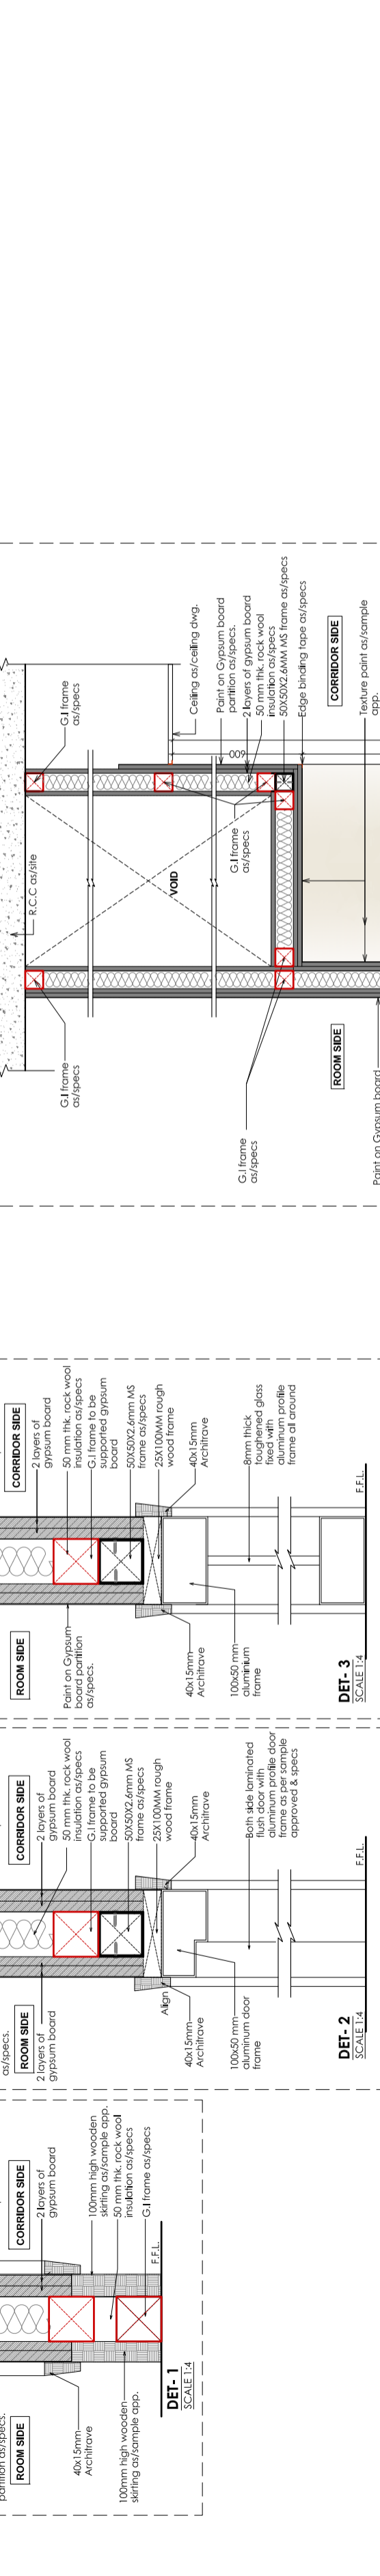 partition as/specs.
ROOM SIDE
CORRIDOR SIDE
2 layers of
gypsum board
40x15mm
Architrave
100mm high wooden
skirting as/sample app.
50 mm thk. rock wool
insulation as/specs
G.I frame as/specs
100mm high wooden
skirting as/sample app.
F.F.L.
DET- 1
SCALE 1:4
as/specs.
ROOM SIDE
CORRIDOR SIDE
2 layers of
gypsum board
2 layers of
gypsum board
50 mm thk. rock wool
insulation as/specs
G.I frame to be
supported gypsum
board
50X50X2.6mm MS
frame as/specs
25X100MM rough
wood frame
Align
40x15mm
Architrave
40x15mm
Architrave
100x50 mm
aluminum door
frame
Both side laminated
flush door with
aluminum profile door
frame as per sample
approved & specs
F.F.L.
DET- 2
SCALE 1:4
ROOM SIDE
CORRIDOR SIDE
2 layers of
gypsum board
50 mm thk. rock wool
insulation as/specs
G.I frame to be
supported gypsum
board
Paint on Gypsum
board partition
as/specs.
50X50X2.6mm MS
frame as/specs
25X100MM rough
wood frame
40x15mm
Architrave
40x15mm
Architrave
100x50 mm
aluminium
frame
8mm thick
toughened glass
fixed with
aluminum profile
frame all around
F.F.L.
DET- 3
SCALE 1:4
R.C.C as/site
G.I frame
as/specs
G.I frame
as/specs
VOID
Ceiling as/ceiling dwg.
Paint on Gypsum board
partition as/specs.
2 layers of gypsum board
50 mm thk. rock wool
insulation as/specs
50X50X2.6MM MS frame as/specs
Edge binding tape as/specs
600
G.I frame
as/specs
G.I frame
as/specs
ROOM SIDE
CORRIDOR SIDE
Texture paint as/sample
app.
Paint on Gypsum board